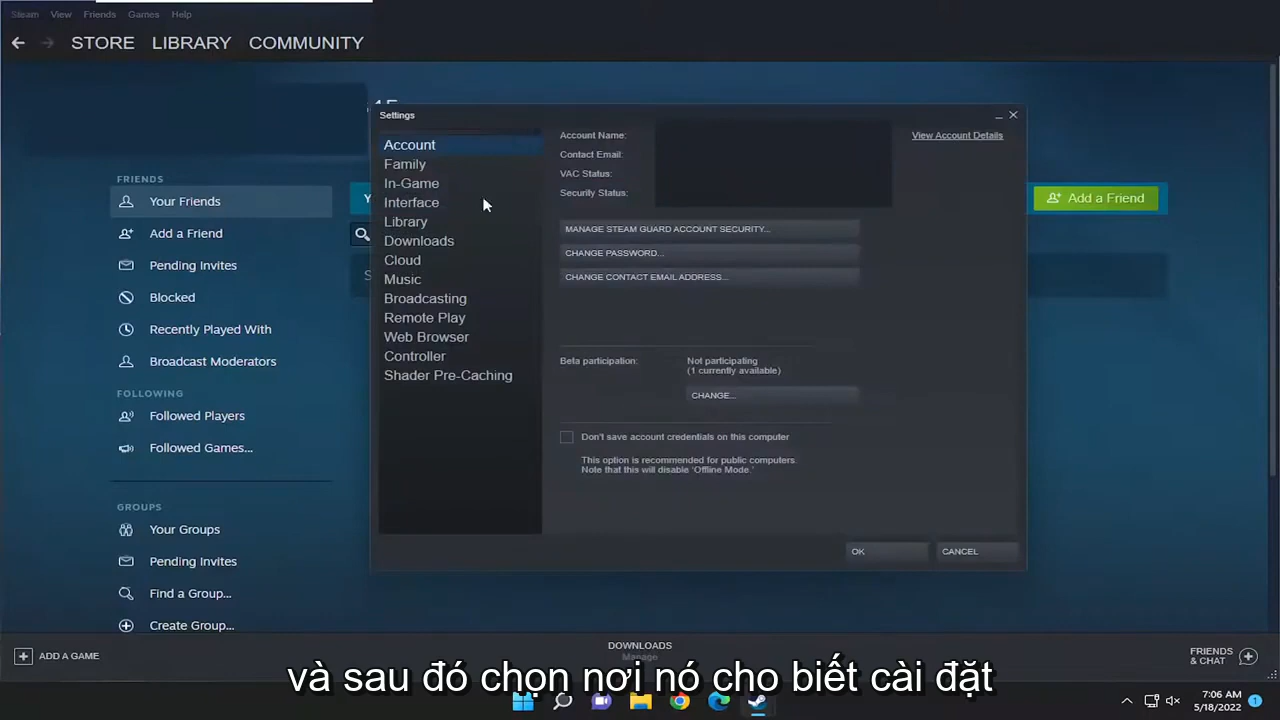 Steam View Friends Games Help
STORE LIBRARY COMMUNITY
FRIENDS
Your Friends
Add a Friend
Pending Invites
Blocked
Recently Played With
Broadcast Moderators
FOLLOWING
Followed Players
Followed Games...
GROUPS
Your Groups
Pending Invites
Find a Group...
Create Group...
Add a Friend
Settings
Account
Family
In-Game
Interface
Library
Downloads
Cloud
Music
Broadcasting
Remote Play
Web Browser
Controller
Shader Pre-Caching
Account Name:
Contact Email:
VAC Status:
Security Status:
View Account Details
MANAGE STEAM GUARD ACCOUNT SECURITY...
CHANGE PASSWORD...
CHANGE CONTACT EMAIL ADDRESS...
Beta participation: Not participating
(1 currently available)
CHANGE...
Don't save account credentials on this computer
This option is recommended for public computers.
Note that this will disable 'Offline Mode.'
OK CANCEL
ADD A GAME
DOWNLOADS
Manage
FRIENDS
& CHAT
và sau đó chọn nơi nó cho biết cài đặt
7:06 AM
5/18/2022
1